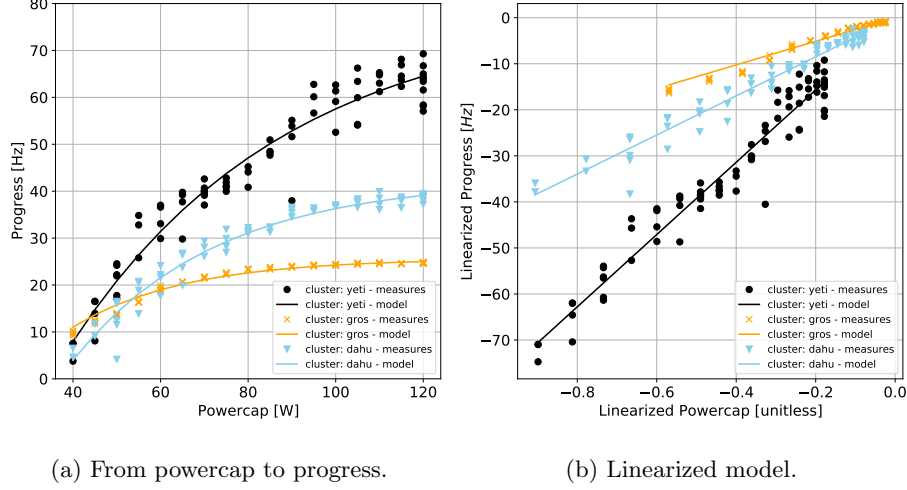 80
70
60
50
40
30
20
10
0
Progress [Hz]
40
60
80
100
120
Powercap [W]
cluster: yeti - measures
cluster: yeti - model
cluster: gros - measures
cluster: gros - model
cluster: dahu - measures
cluster: dahu - model
(a) From powercap to progress.
0
−10
−20
−30
−40
−50
−60
−70
Linearized Progress [Hz]
−0.8
−0.6
−0.4
−0.2
0.0
Linearized Powercap [unitless]
cluster: yeti - measures
cluster: yeti - model
cluster: gros - measures
cluster: gros - model
cluster: dahu - measures
cluster: dahu - model
(b) Linearized model.